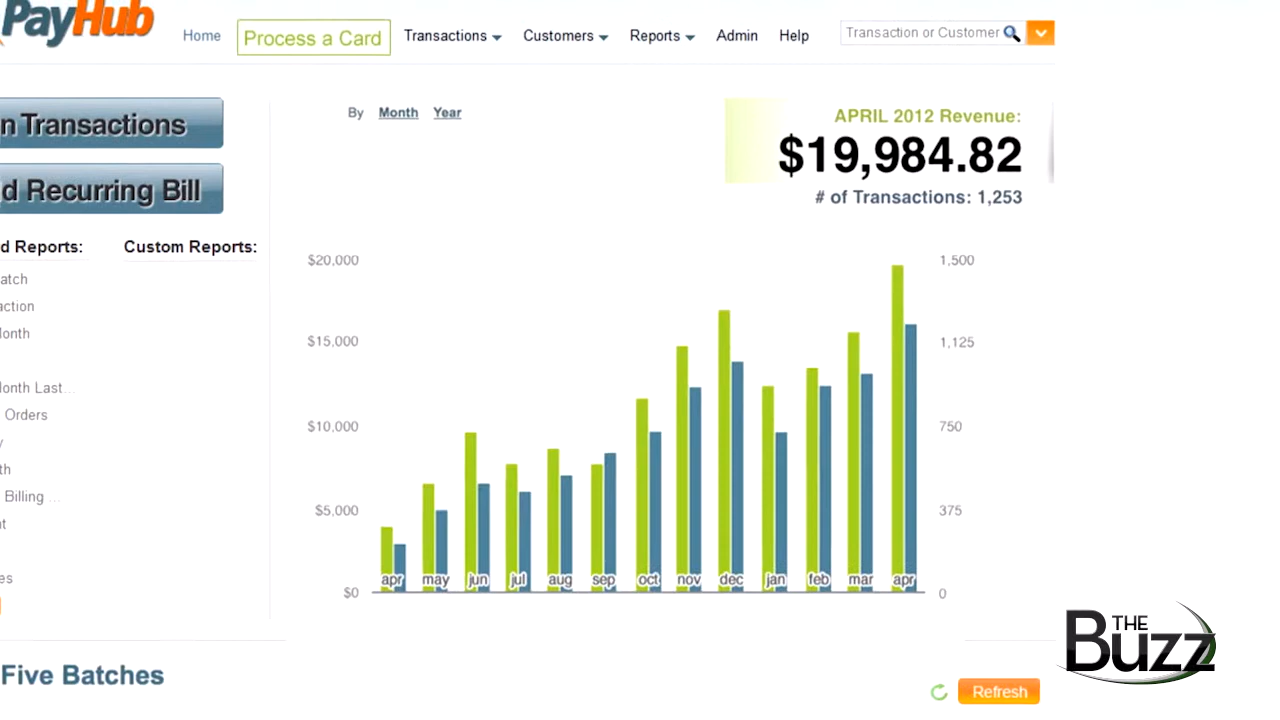 PayHub
Home Process a Card Transactions Customers Reports Admin Help Transaction or Customer
n Transactions
d Recurring Bill
d Reports: Custom Reports:
atch
action
Month
Month Last...
Orders
y
th
Billing ...
nt
es
By Month Year
APRIL 2012 Revenue:
$19,984.82
# of Transactions: 1,253
$20,000 1,500
$15,000 1,125
$10,000 750
$5,000 375
$0 0
apr may jun jul aug sep oct nov dec jan feb mar apr
Five Batches
Refresh
THE
Buzz